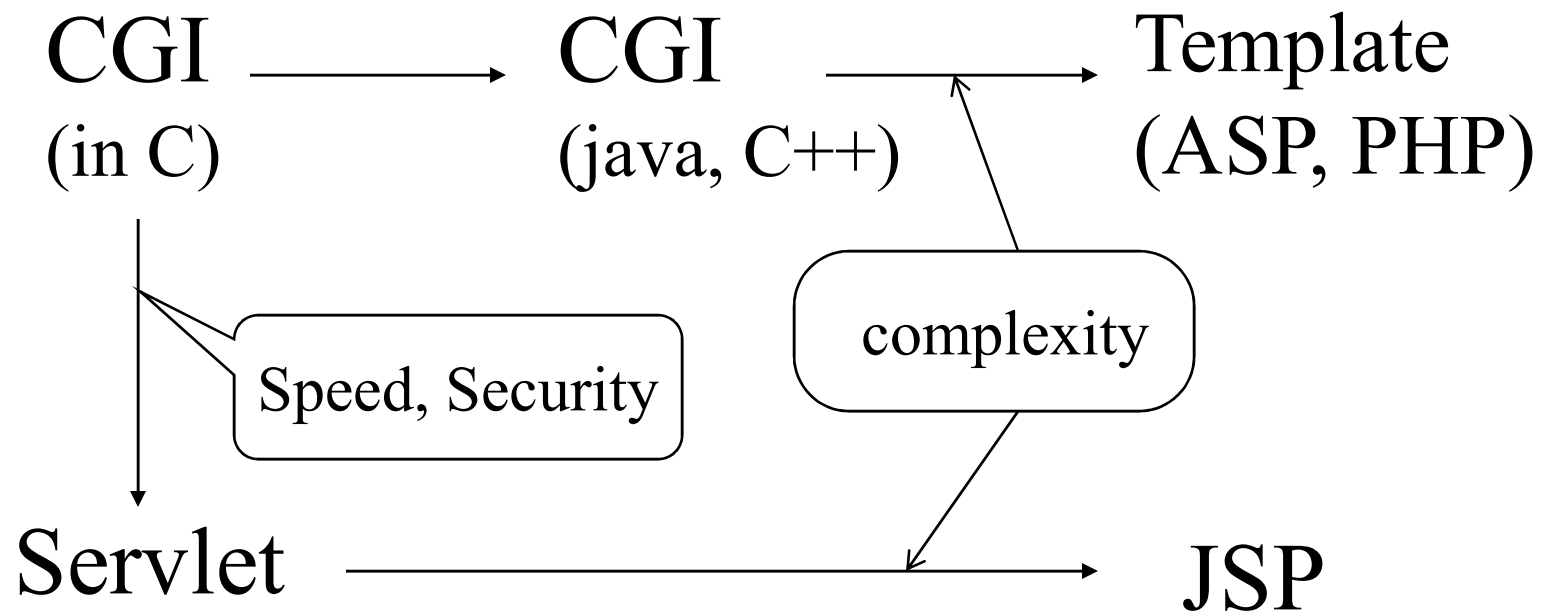 CGI
(in C)
CGI
(java, C++)
Template
(ASP, PHP)
complexity
Speed, Security
Servlet
JSP